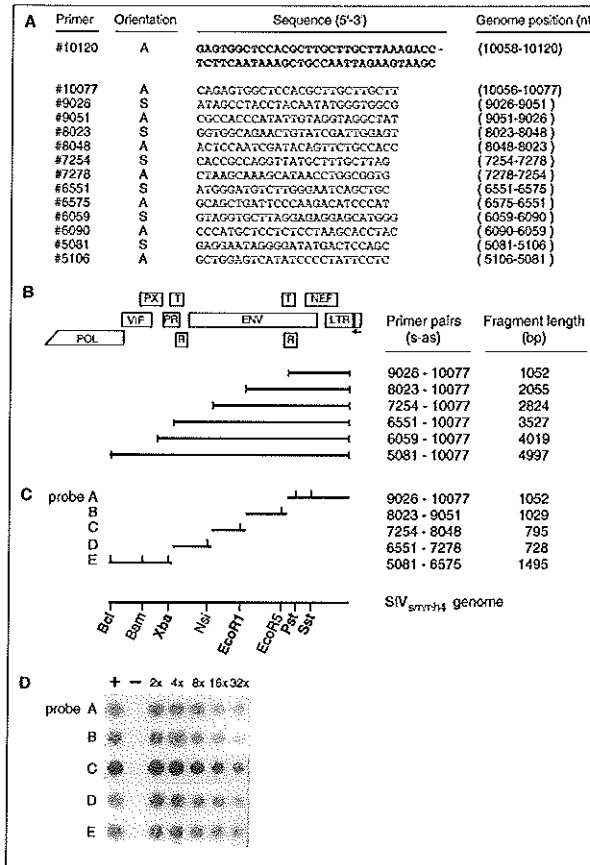 A Primer Orientation Sequence (5'-3') Genome position (nt
#10120 A GAGTGGCTCCACGCTTGCTTGCTTAAAGACC- (10058-10120)
TCTTCAATAAAGCTGCCAATTAGAAGTAAGC
#10077 A CAGAGTGGCTCCACGCTTGCTTGCTT (10056-10077)
#9026 S ATAGCCTACCTACAATATGGGTGGCG (9026-9051)
#9051 A CGCCACCCATATTGTAGGTAGGCTAT (9051-9026)
#8023 S GGTGGCAGAACTGTATCGATTGGAGT (8023-8048)
#8048 A ACTCCAATCGATACAGTTCTGCCACC (8048-8023)
#7254 S CACCGCCAGGTTATGCTTTGCTTAG (7254-7278)
#7278 A CTAAGCAAAGCATAACCTGGCGGTG (7278-7254)
#6551 S ATGGGATGTCTTGGGAATCAGCTGC (6551-6575)
#6575 A GCAGCTGATTCCCAAGACATCCCAT (6575-6551)
#6059 S GTAGGTGCTTAGGAGAGGAGCATGGG (6059-6090)
#6090 A CCCATGCTCCTCTCCTAAGCACCTAC (6090-6059)
#5081 S GAGGAATAGGGGATATGACTCCAGC (5081-5106)
#5106 A GCTGGAGTCATATCCCCTATTCCTC (5106-5081)
B
PX T T NEF
VIF PR ENV LTR
POL R R
Primer pairs Fragment length
(s-as) (bp)
9026 - 10077 1052
8023 - 10077 2055
7254 - 10077 2824
6551 - 10077 3527
6059 - 10077 4019
5081 - 10077 4997
C
probe A 9026 - 10077 1052
B 8023 - 9051 1029
C 7254 - 8048 795
D 6551 - 7278 728
E 5081 - 6575 1495
SIVsmmh4 genome
Bcl Bam Xba Nsi EcoR1 EcoR5 Pst Sst
D
+ - 2x 4x 8x 16x 32x
probe A
B
C
D
E